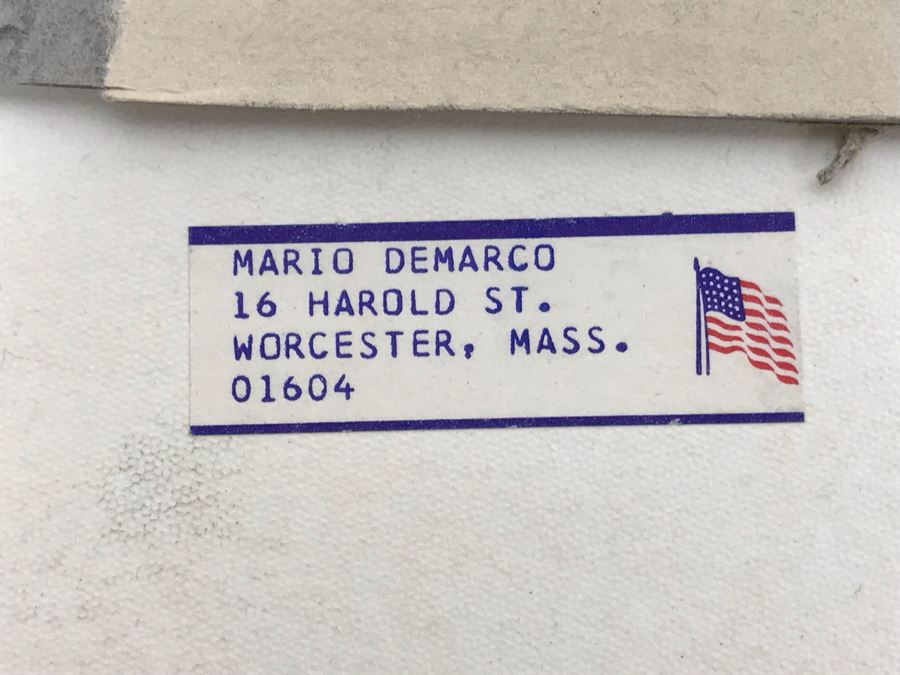 MARIO DEMARCO
16 HAROLD ST.
WORCESTER, MASS.
01604